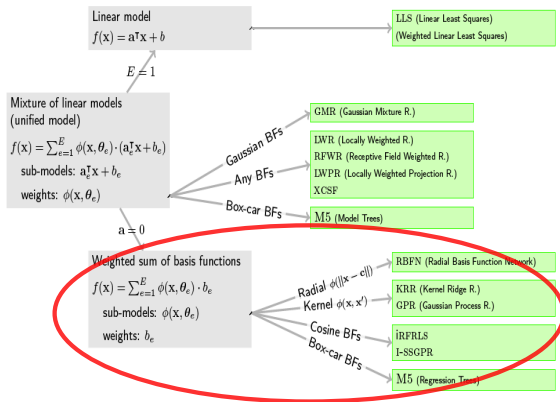 Linear model
f(x) = aᵀx + b
LLS (Linear Least Squares)
(Weighted Linear Least Squares)
E = 1
Mixture of linear models
(unified model)
f(x) = ∑ᴱₑ₌₁ φ(x, θₑ)·(aₑᵀx+bₑ)
sub-models: aₑᵀx + bₑ
weights: φ(x, θₑ)
Gaussian BFs
GMR (Gaussian Mixture R.)
Any BFs
LWR (Locally Weighted R.)
RFWR (Receptive Field Weighted R.)
LWPR (Locally Weighted Projection R.)
XCSF
Box-car BFs
M5 (Model Trees)
a = 0
Weighted sum of basis functions
f(x) = ∑ᴱₑ₌₁ φ(x, θₑ) · bₑ
sub-models: φ(x, θₑ)
weights: bₑ
Radial φ(||x − c||)
RBFN (Radial Basis Function Network)
Kernel φ(x, x′)
KRR (Kernel Ridge R.)
GPR (Gaussian Process R.)
Cosine BFs
iRFRLS
I-SSGPR
Box-car BFs
M5 (Regression Trees)